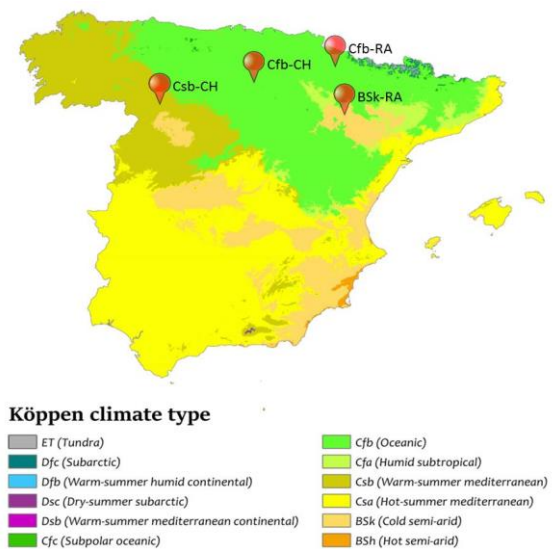 Cfb-RA
Cfb-CH
Csb-CH
BSk-RA
Köppen climate type
ET (Tundra)
Dfc (Subarctic)
Dfb (Warm-summer humid continental)
Dsc (Dry-summer subarctic)
Dsb (Warm-summer mediterranean continental)
Cfc (Subpolar oceanic)
Cfb (Oceanic)
Cfa (Humid subtropical)
Csb (Warm-summer mediterranean)
Csa (Hot-summer mediterranean)
BSk (Cold semi-arid)
BSh (Hot semi-arid)